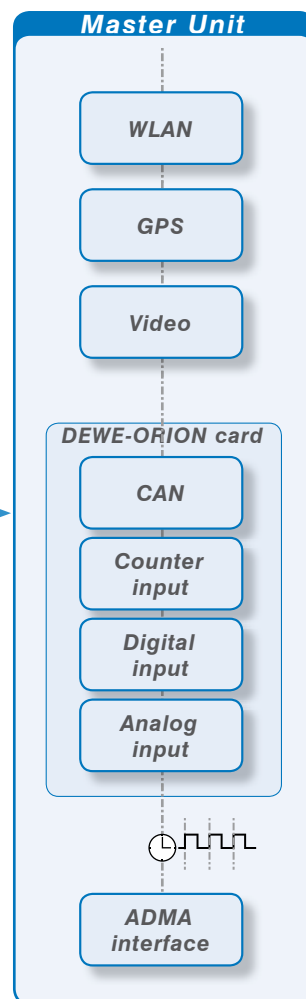 Master Unit
WLAN
GPS
Video
DEWE-ORION card
CAN
Counter
input
Digital
input
Analog
input
ADMA
interface